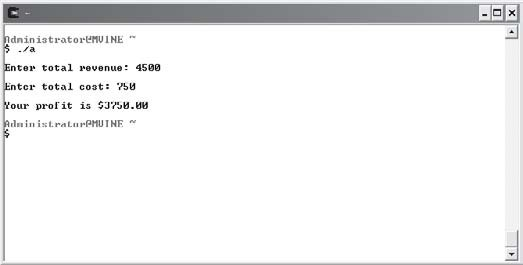 ~
Administrator@MVINE ~
$ ./a
Enter total revenue: 4500
Enter total cost: 750
Your profit is $3750.00
Administrator@MVINE ~
$